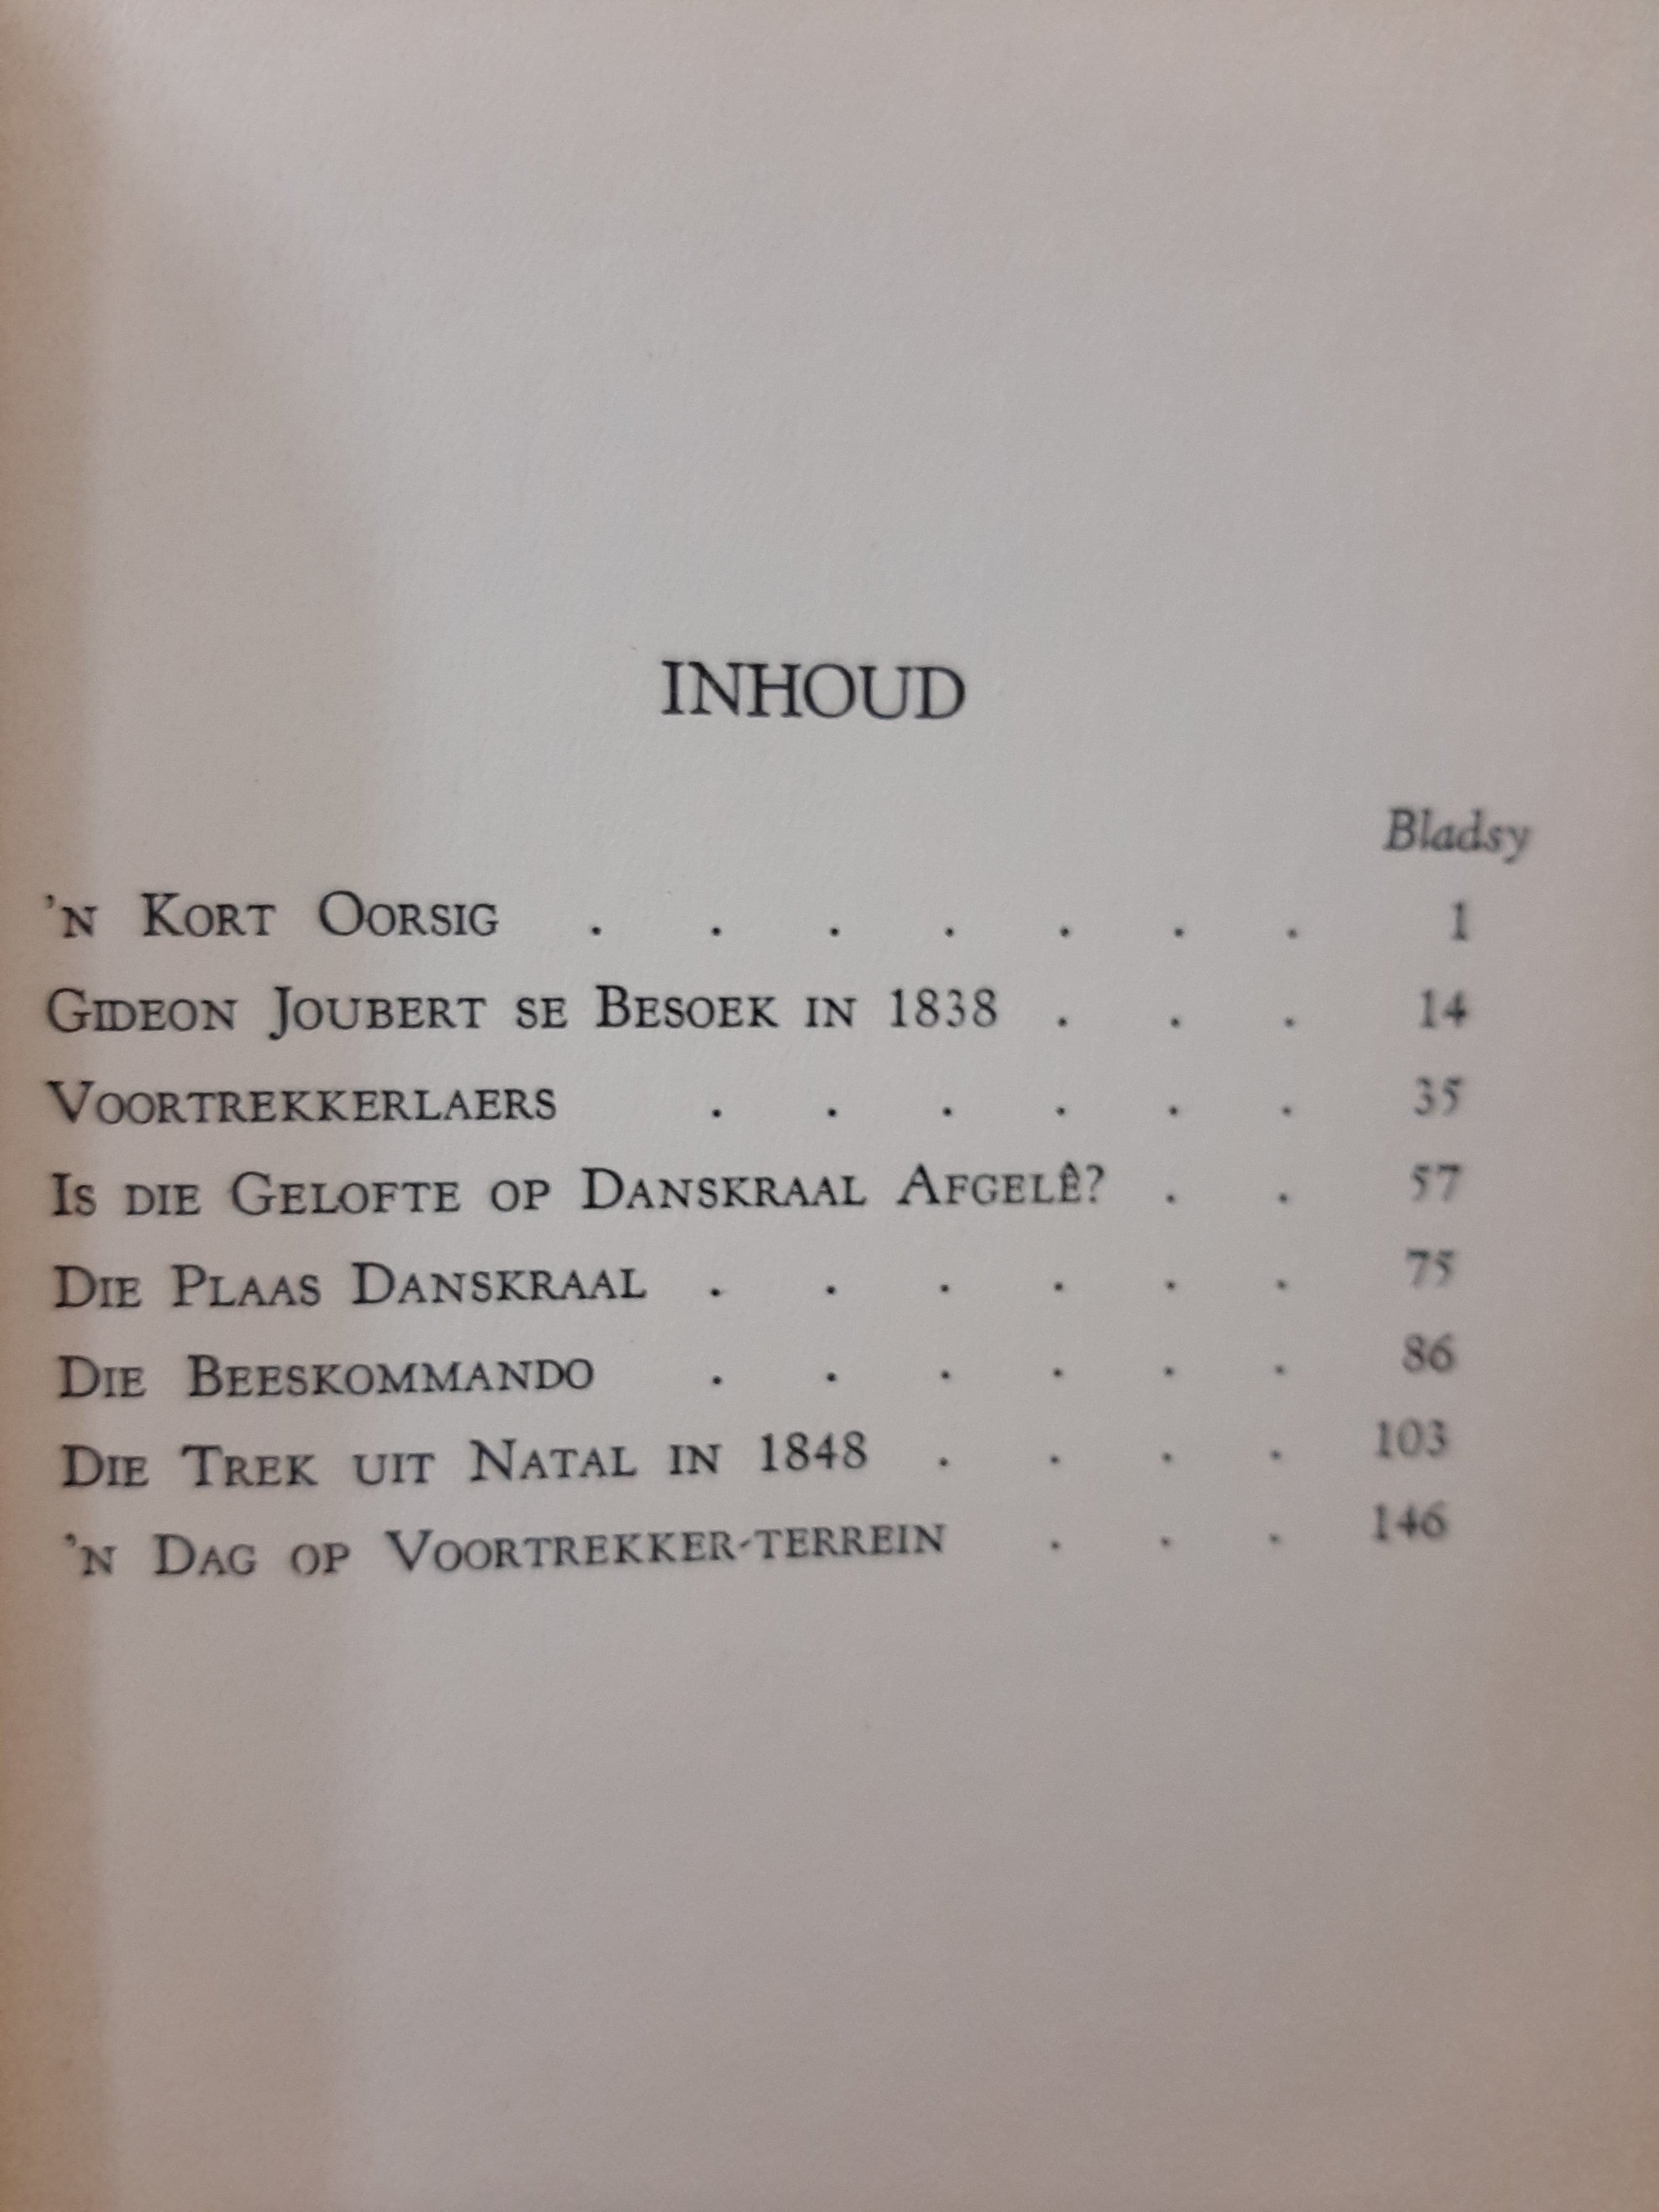 INHOUD
Bladsy
'N KORT OORSIG . . . . . . . 1
GIDEON JOUBERT SE BESOEK IN 1838 . . . 14
VOORTREKKERLAERS . . . . . . 35
IS DIE GELOFTE OP DANSKRAAL AFGELÊ? . . 57
DIE PLAAS DANSKRAAL . . . . . . 75
DIE BEESKOMMANDO . . . . . . 86
DIE TREK UIT NATAL IN 1848 . . . . 103
'N DAG OP VOORTREKKER-TERREIN . . . 146